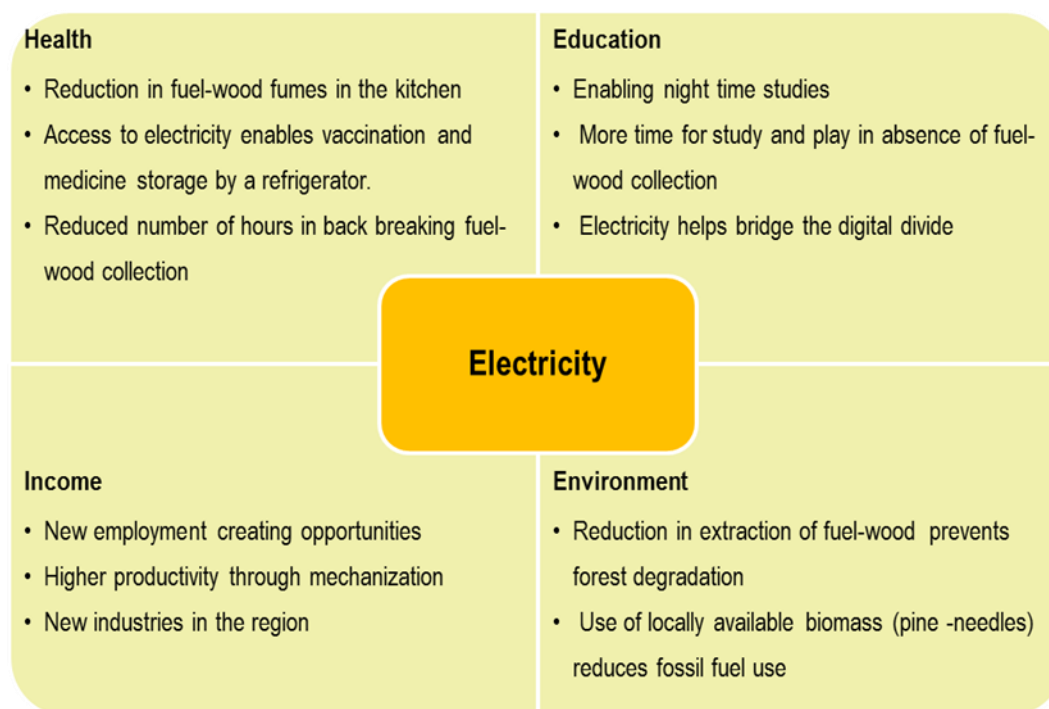 Health
• Reduction in fuel-wood fumes in the kitchen
• Access to electricity enables vaccination and
medicine storage by a refrigerator.
• Reduced number of hours in back breaking fuel-
wood collection
Education
• Enabling night time studies
• More time for study and play in absence of fuel-
wood collection
• Electricity helps bridge the digital divide
Electricity
Income
• New employment creating opportunities
• Higher productivity through mechanization
• New industries in the region
Environment
• Reduction in extraction of fuel-wood prevents
forest degradation
• Use of locally available biomass (pine -needles)
reduces fossil fuel use